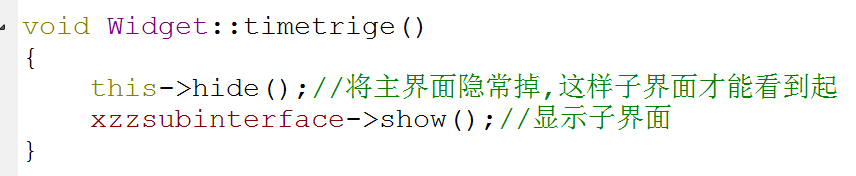 void Widget::timetrige()
{
this->hide();//将主界面隐常掉,这样子界面才能看到起
xzzsubinterface->show();//显示子界面
}